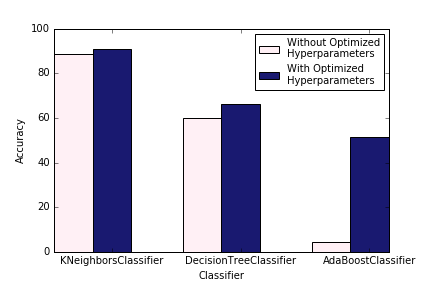 100
80
60
40
20
0
Accuracy
Without Optimized
Hyperparameters
With Optimized
Hyperparameters
KNeighborsClassifier
DecisionTreeClassifier
AdaBoostClassifier
Classifier